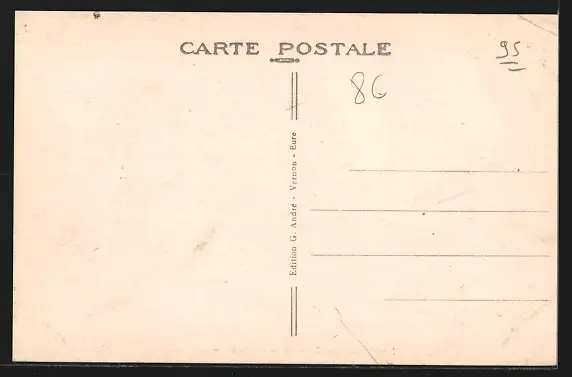 CARTE POSTALE
95
86
Edition G. André - Vernon - Eure